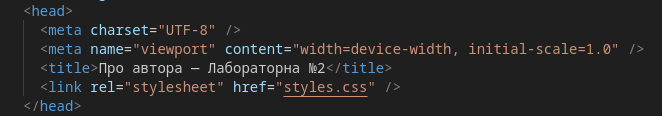 <head>
<meta charset="UTF-8" />
<meta name="viewport" content="width=device-width, initial-scale=1.0" />
<title>Про автора — Лабораторна №2</title>
<link rel="stylesheet" href="styles.css" />
</head>